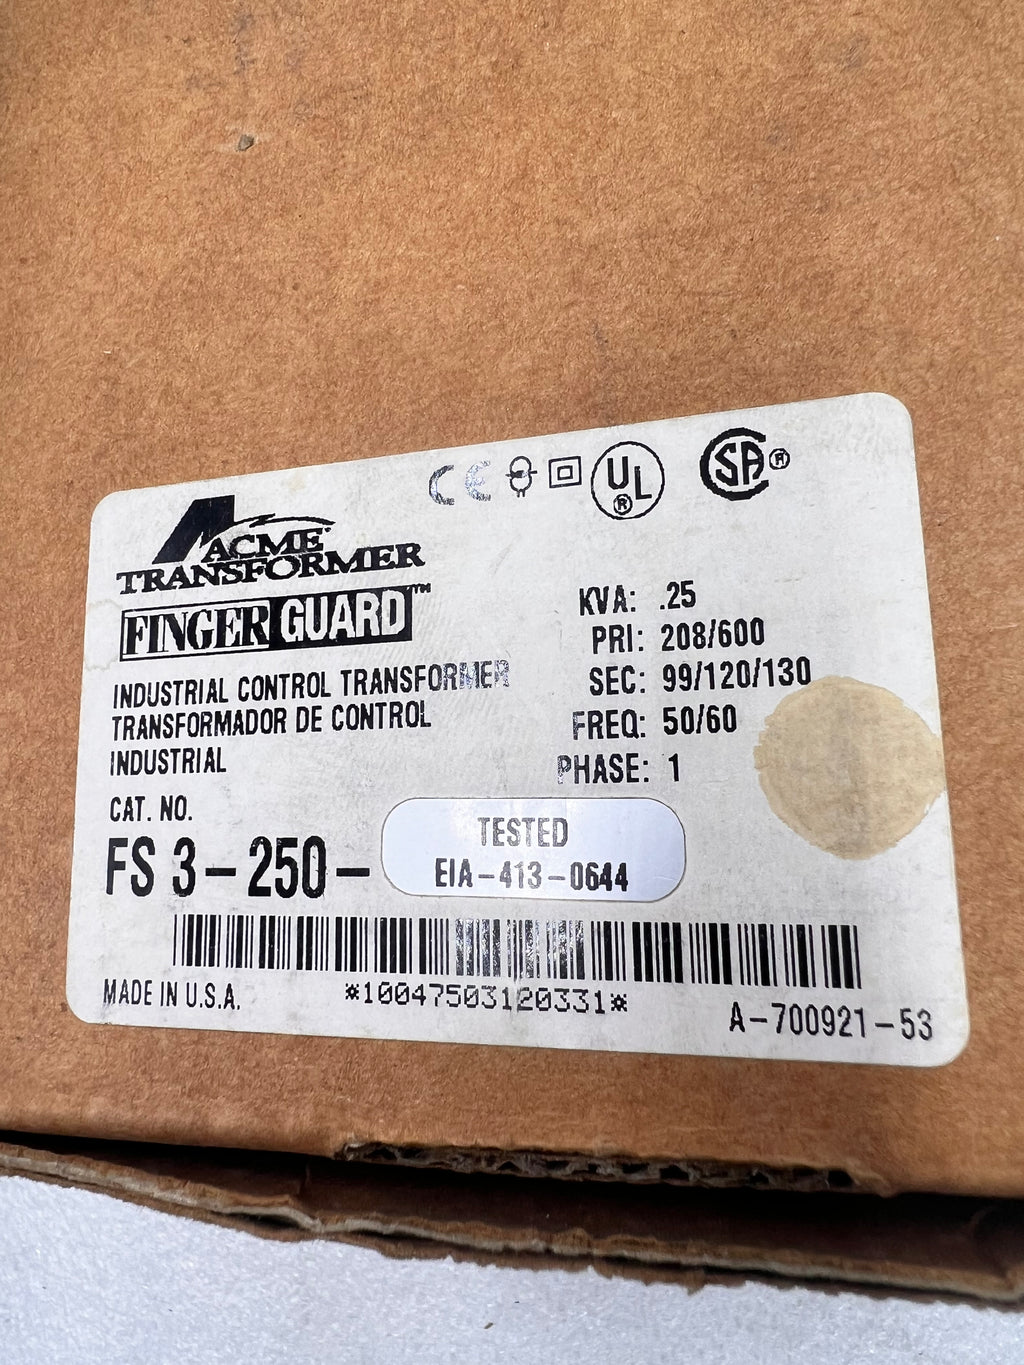 CE UL® CSA®
ACME®
TRANSFORMER
FINGER GUARD™
INDUSTRIAL CONTROL TRANSFORMER
TRANSFORMADOR DE CONTROL
INDUSTRIAL
CAT. NO.
FS 3-250-
KVA: .25
PRI: 208/600
SEC: 99/120/130
FREQ: 50/60
PHASE: 1
TESTED
EIA-413-0644
MADE IN U.S.A.
*10047503120331*
A-700921-53